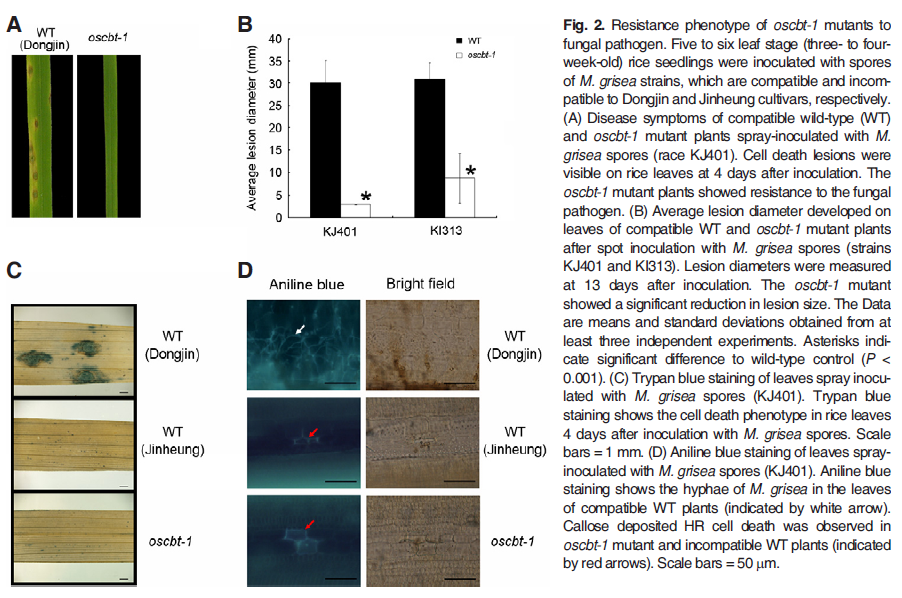 A
WT
(Dongjin)
oscbt-1
B
Average lesion diameter (mm)
40
35
30
25
20
15
10
5
0
WT
oscbt-1
*
*
KJ401
KI313
C
WT
(Dongjin)
WT
(Jinheung)
oscbt-1
D
Aniline blue
Bright field
WT
(Dongjin)
WT
(Jinheung)
oscbt-1
Fig. 2. Resistance phenotype of oscbt-1 mutants to
fungal pathogen. Five to six leaf stage (three- to four-
week-old) rice seedlings were inoculated with spores
of M. grisea strains, which are compatible and incom-
patible to Dongjin and Jinheung cultivars, respectively.
(A) Disease symptoms of compatible wild-type (WT)
and oscbt-1 mutant plants spray-inoculated with M.
grisea spores (race KJ401). Cell death lesions were
visible on rice leaves at 4 days after inoculation. The
oscbt-1 mutant plants showed resistance to the fungal
pathogen. (B) Average lesion diameter developed on
leaves of compatible WT and oscbt-1 mutant plants
after spot inoculation with M. grisea spores (strains
KJ401 and KI313). Lesion diameters were measured
at 13 days after inoculation. The oscbt-1 mutant
showed a significant reduction in lesion size. The Data
are means and standard deviations obtained from at
least three independent experiments. Asterisks indi-
cate significant difference to wild-type control (P <
0.001). (C) Trypan blue staining of leaves spray inocu-
lated with M. grisea spores (KJ401). Trypan blue
staining shows the cell death phenotype in rice leaves
4 days after inoculation with M. grisea spores. Scale
bars = 1 mm. (D) Aniline blue staining of leaves spray-
inoculated with M. grisea spores (KJ401). Aniline blue
staining shows the hyphae of M. grisea in the leaves
of compatible WT plants (indicated by white arrow).
Callose deposited HR cell death was observed in
oscbt-1 mutant and incompatible WT plants (indicated
by red arrows). Scale bars = 50 μm.